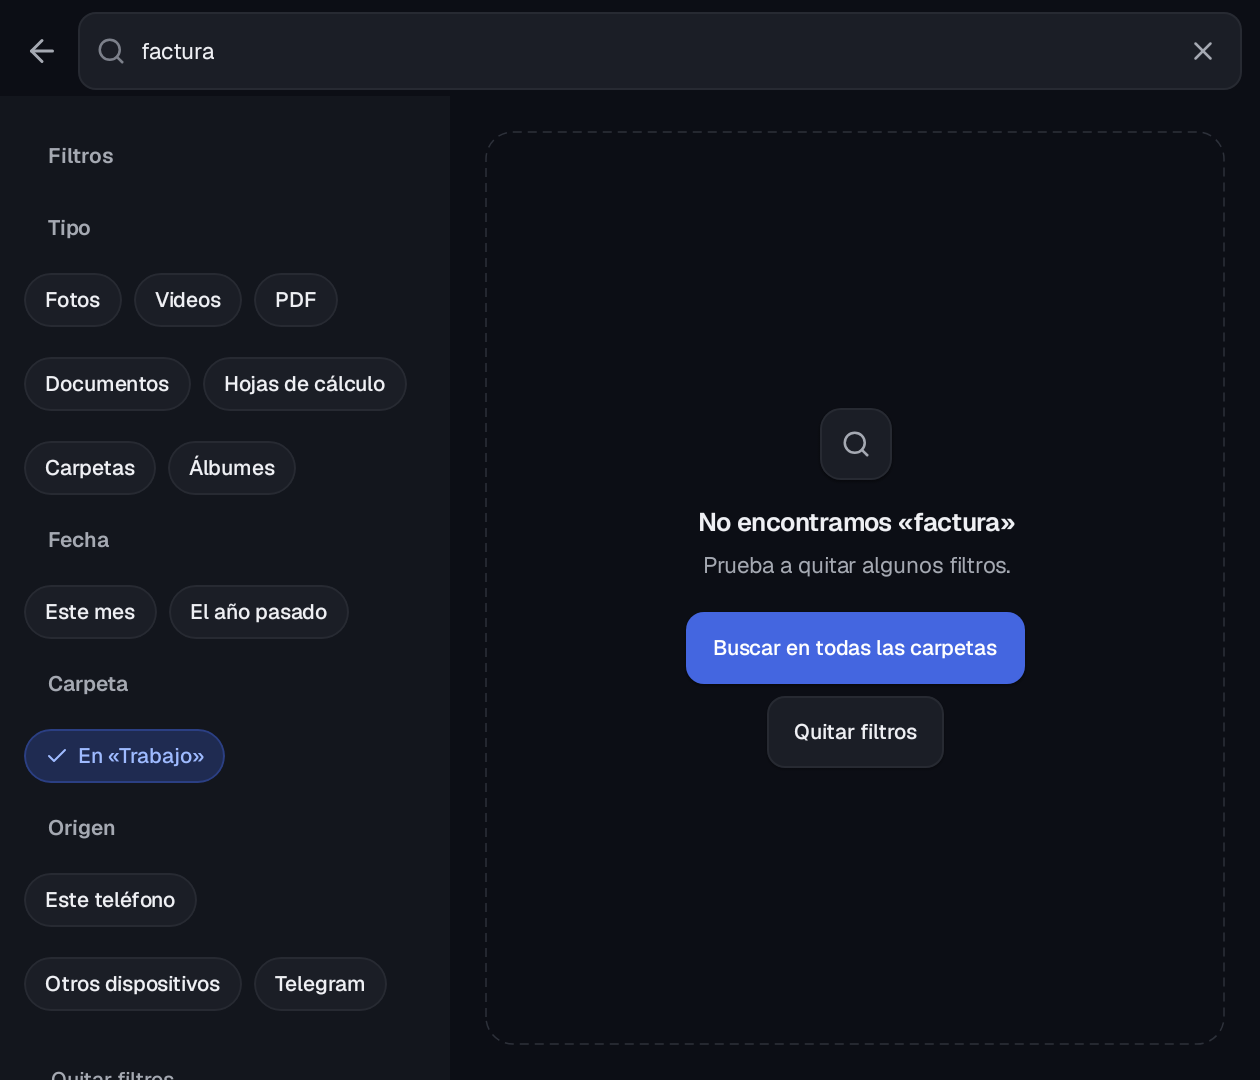 factura
Filtros
Tipo
Fotos
Videos
PDF
Documentos
Hojas de cálculo
Carpetas
Álbumes
Fecha
Este mes
El año pasado
Carpeta
En «Trabajo»
Origen
Este teléfono
Otros dispositivos
Telegram
Quitar filtros
No encontramos «factura»
Prueba a quitar algunos filtros.
Buscar en todas las carpetas
Quitar filtros